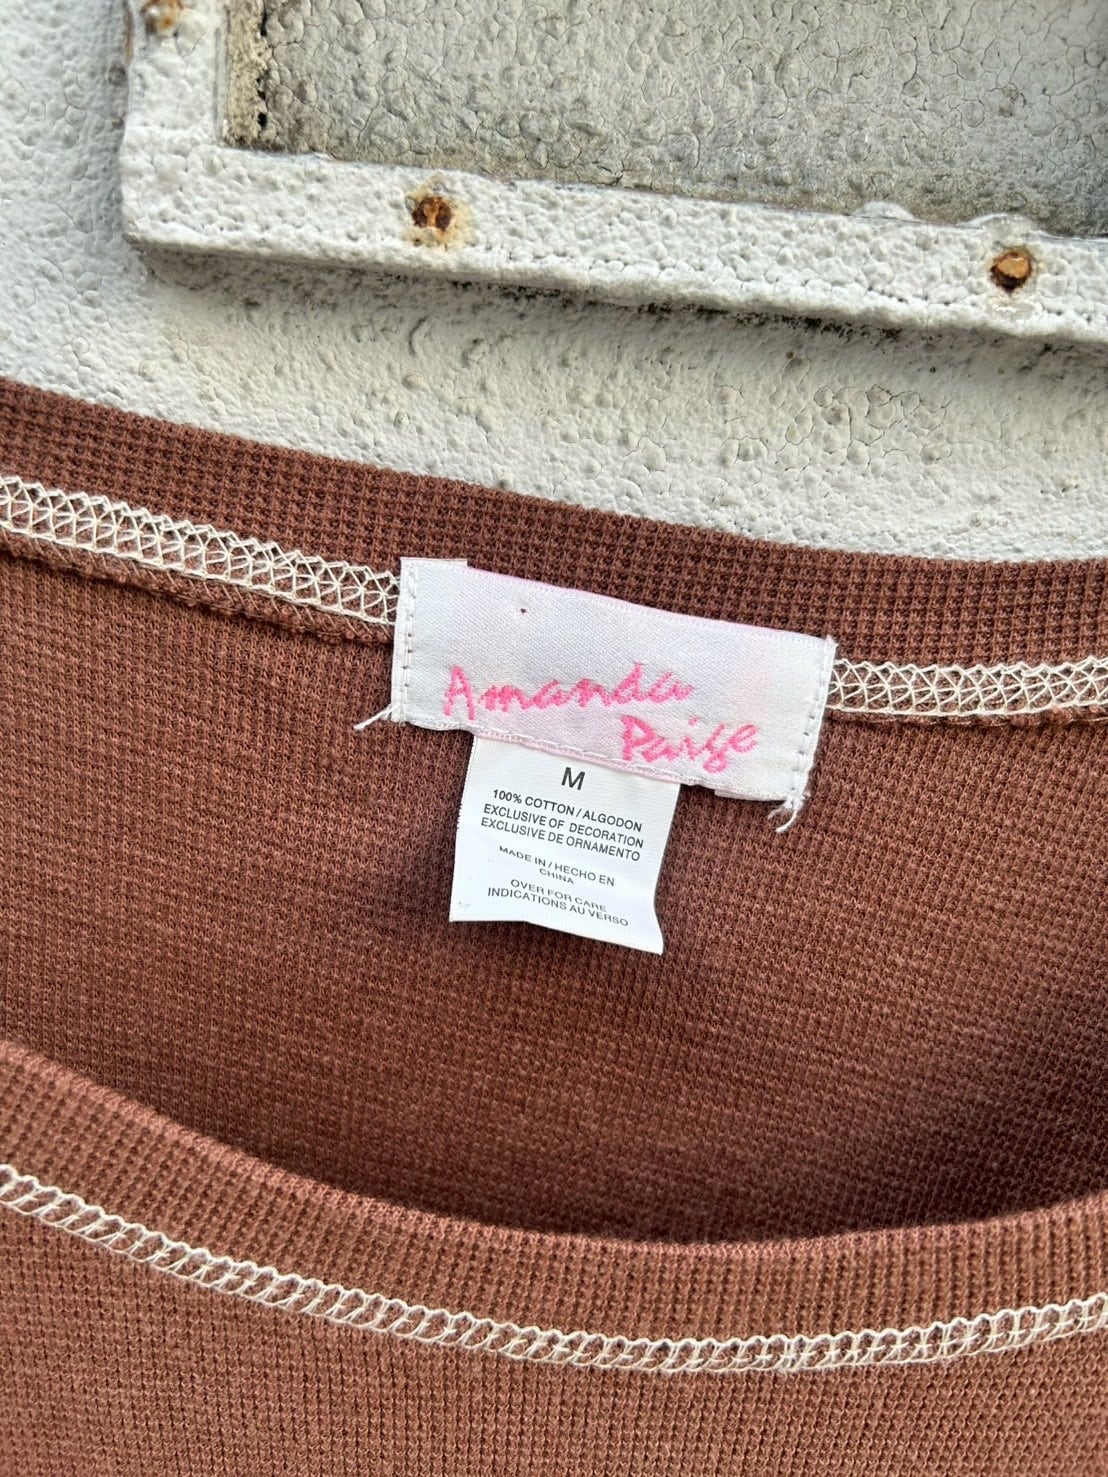 Amanda
Paige
M
100% COTTON / ALGODON
EXCLUSIVE OF DECORATION
EXCLUSIVE DE ORNAMENTO
MADE IN / HECHO EN
CHINA
OVER FOR CARE
INDICATIONS AU VERSO